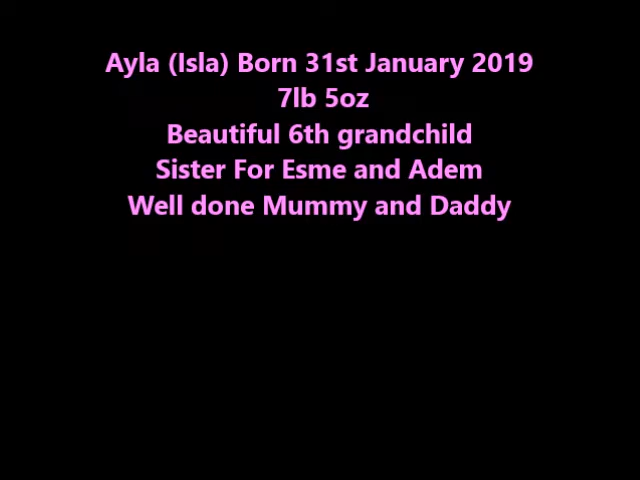 Ayla (Isla) Born 31st January 2019
7lb 5oz
Beautiful 6th grandchild
Sister For Esme and Adem
Well done Mummy and Daddy